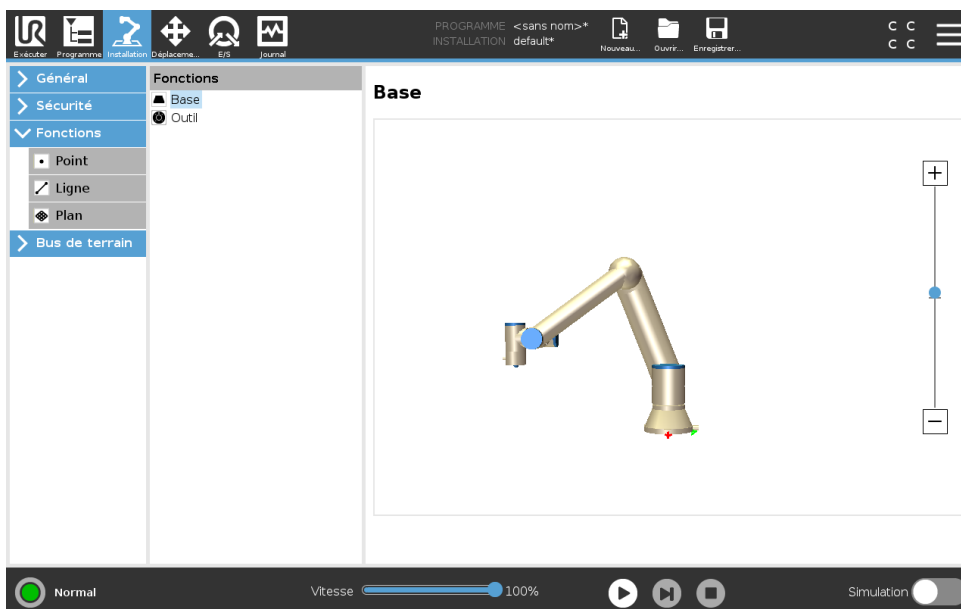 UR
PROGRAMME <sans nom>*
INSTALLATION default*
C C
C C
Exécuter Programme Installation Déplaceme... E/S Journal
Nouveau... Ouvrir... Enregistrer...
Général
Sécurité
Fonctions
Point
Ligne
Plan
Bus de terrain
Fonctions
Base
Outil
Base
Normal
Vitesse
100%
Simulation